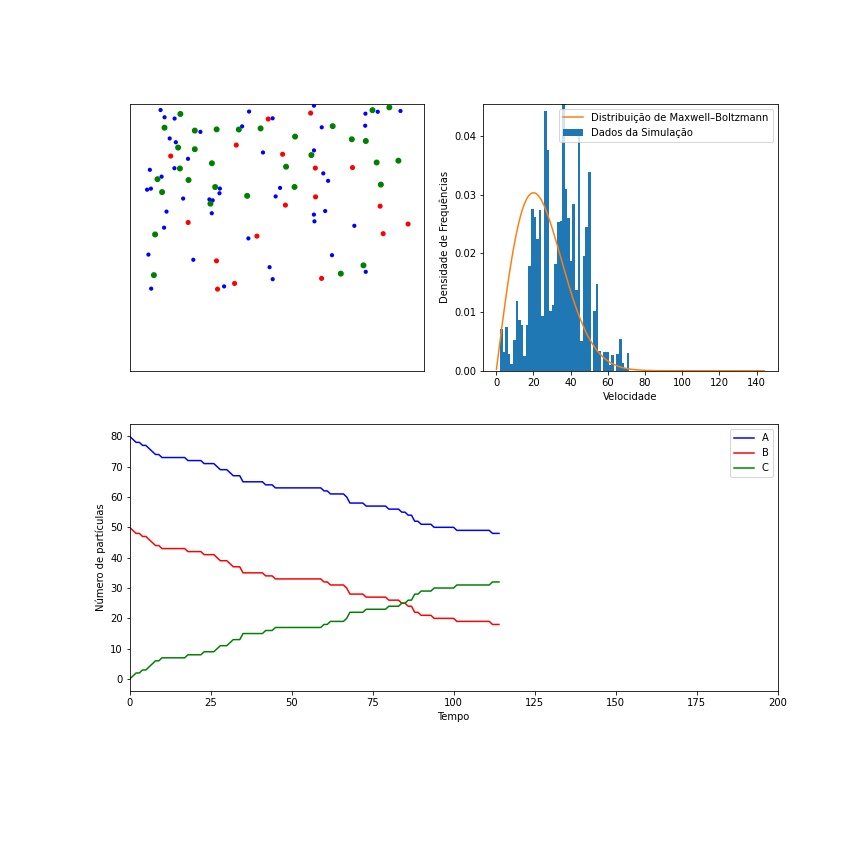 Distribuição de Maxwell–Boltzmann
Dados da Simulação
Densidade de Frequências
0.04
0.03
0.02
0.01
0.00
0 20 40 60 80 100 120 140
Velocidade
A
B
C
Número de partículas
80
70
60
50
40
30
20
10
0
0 25 50 75 100 125 150 175 200
Tempo